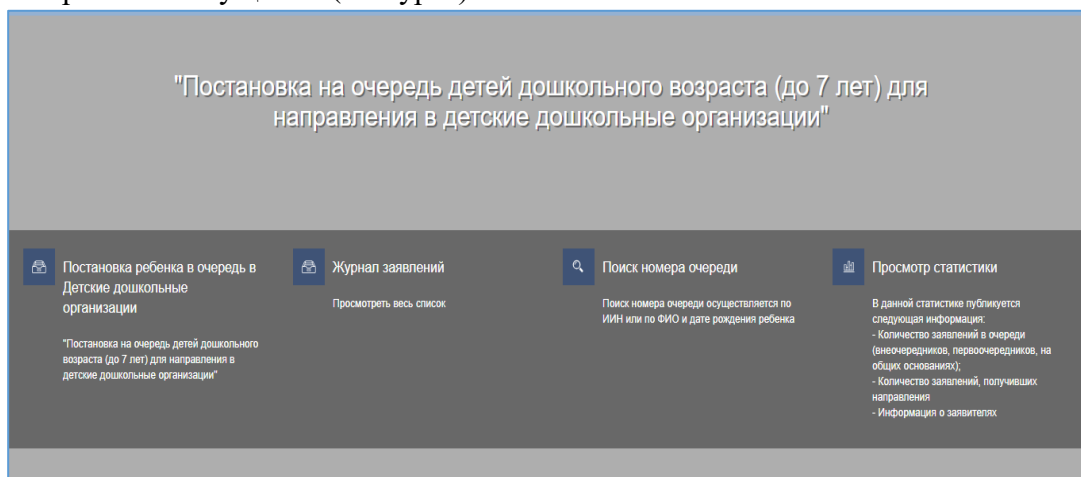 "Постановка на очередь детей дошкольного возраста (до 7 лет) для
направления в детские дошкольные организации"
Постановка ребенка в очередь в
Детские дошкольные
организации
"Постановка на очередь детей дошкольного
возраста (до 7 лет) для направления в
детские дошкольные организации"
Журнал заявлений
Просмотреть весь список
Поиск номера очереди
Поиск номера очереди осуществляется по
ИИН или по ФИО и дате рождения ребенка
Просмотр статистики
В данной статистике публикуется
следующая информация:
- Количество заявлений в очереди
(внеочередников, первоочередников, на
общих основаниях);
- Количество заявлений, получивших
направления
- Информация о заявителях